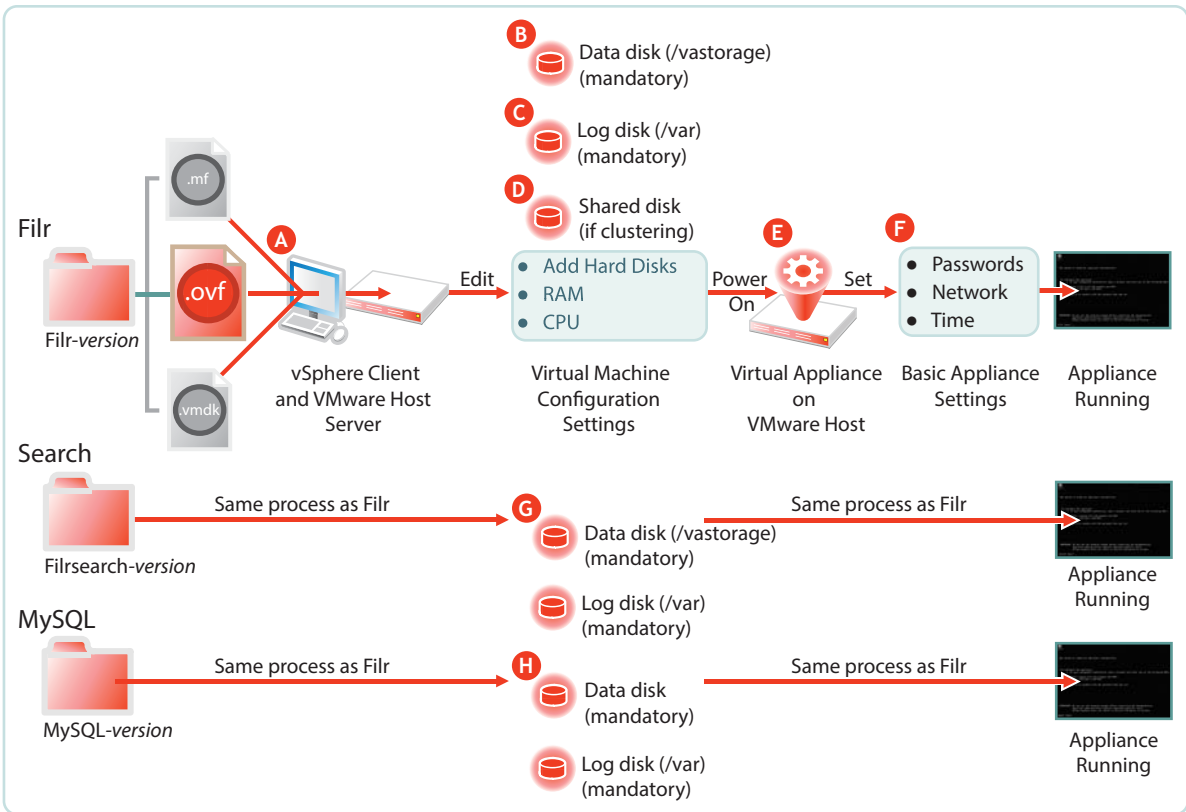 B
Data disk (/vastorage)
(mandatory)
C
Log disk (/var)
(mandatory)
D
Shared disk
(if clustering)
Filr
.mf
.ovf
.vmdk
Filr-version
A
vSphere Client
and VMware Host
Server
Edit
• Add Hard Disks
• RAM
• CPU
Virtual Machine
Configuration
Settings
Power
On
E
Virtual Appliance
on
VMware Host
Set
F
• Passwords
• Network
• Time
Basic Appliance
Settings
Appliance
Running
Search
Filrsearch-version
Same process as Filr
G
Data disk (/vastorage)
(mandatory)
Log disk (/var)
(mandatory)
Same process as Filr
Appliance
Running
MySQL
MySQL-version
Same process as Filr
H
Data disk
(mandatory)
Log disk (/var)
(mandatory)
Same process as Filr
Appliance
Running